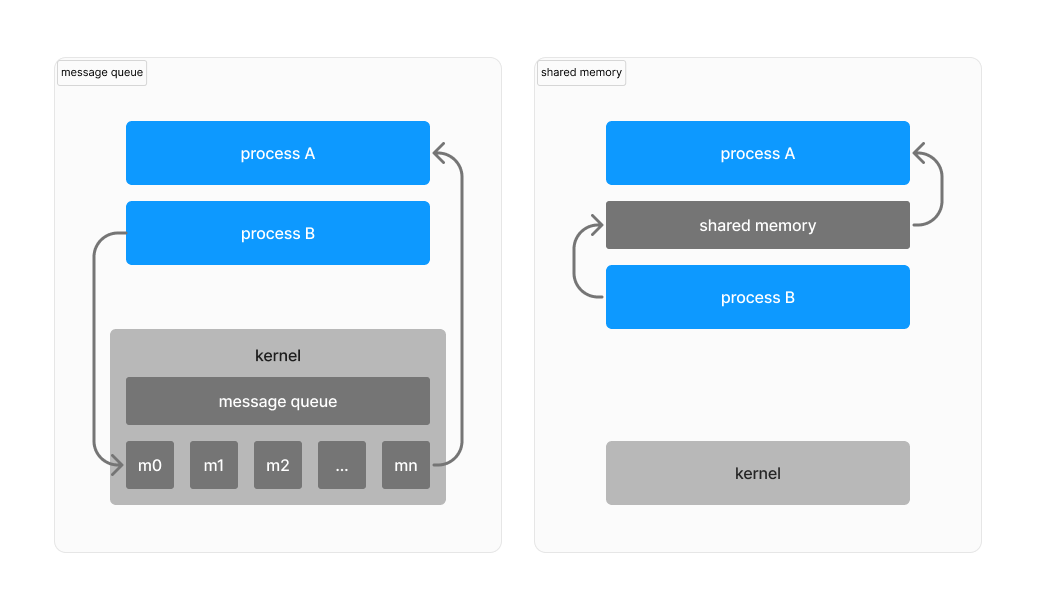 message queue
process A
process B
kernel
message queue
m0 m1 m2 ... mn
shared memory
process A
shared memory
process B
kernel